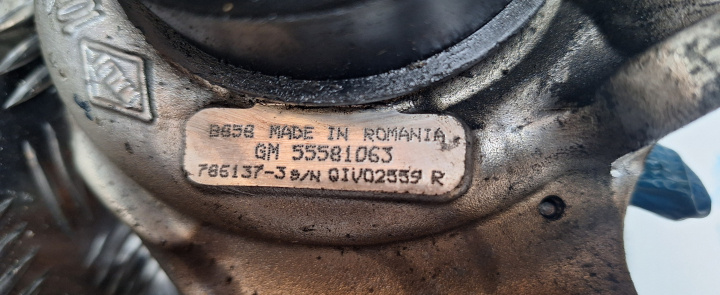 B658 MADE IN ROMANIA
GM 55581063
786137-3 S/N QIV02559 R